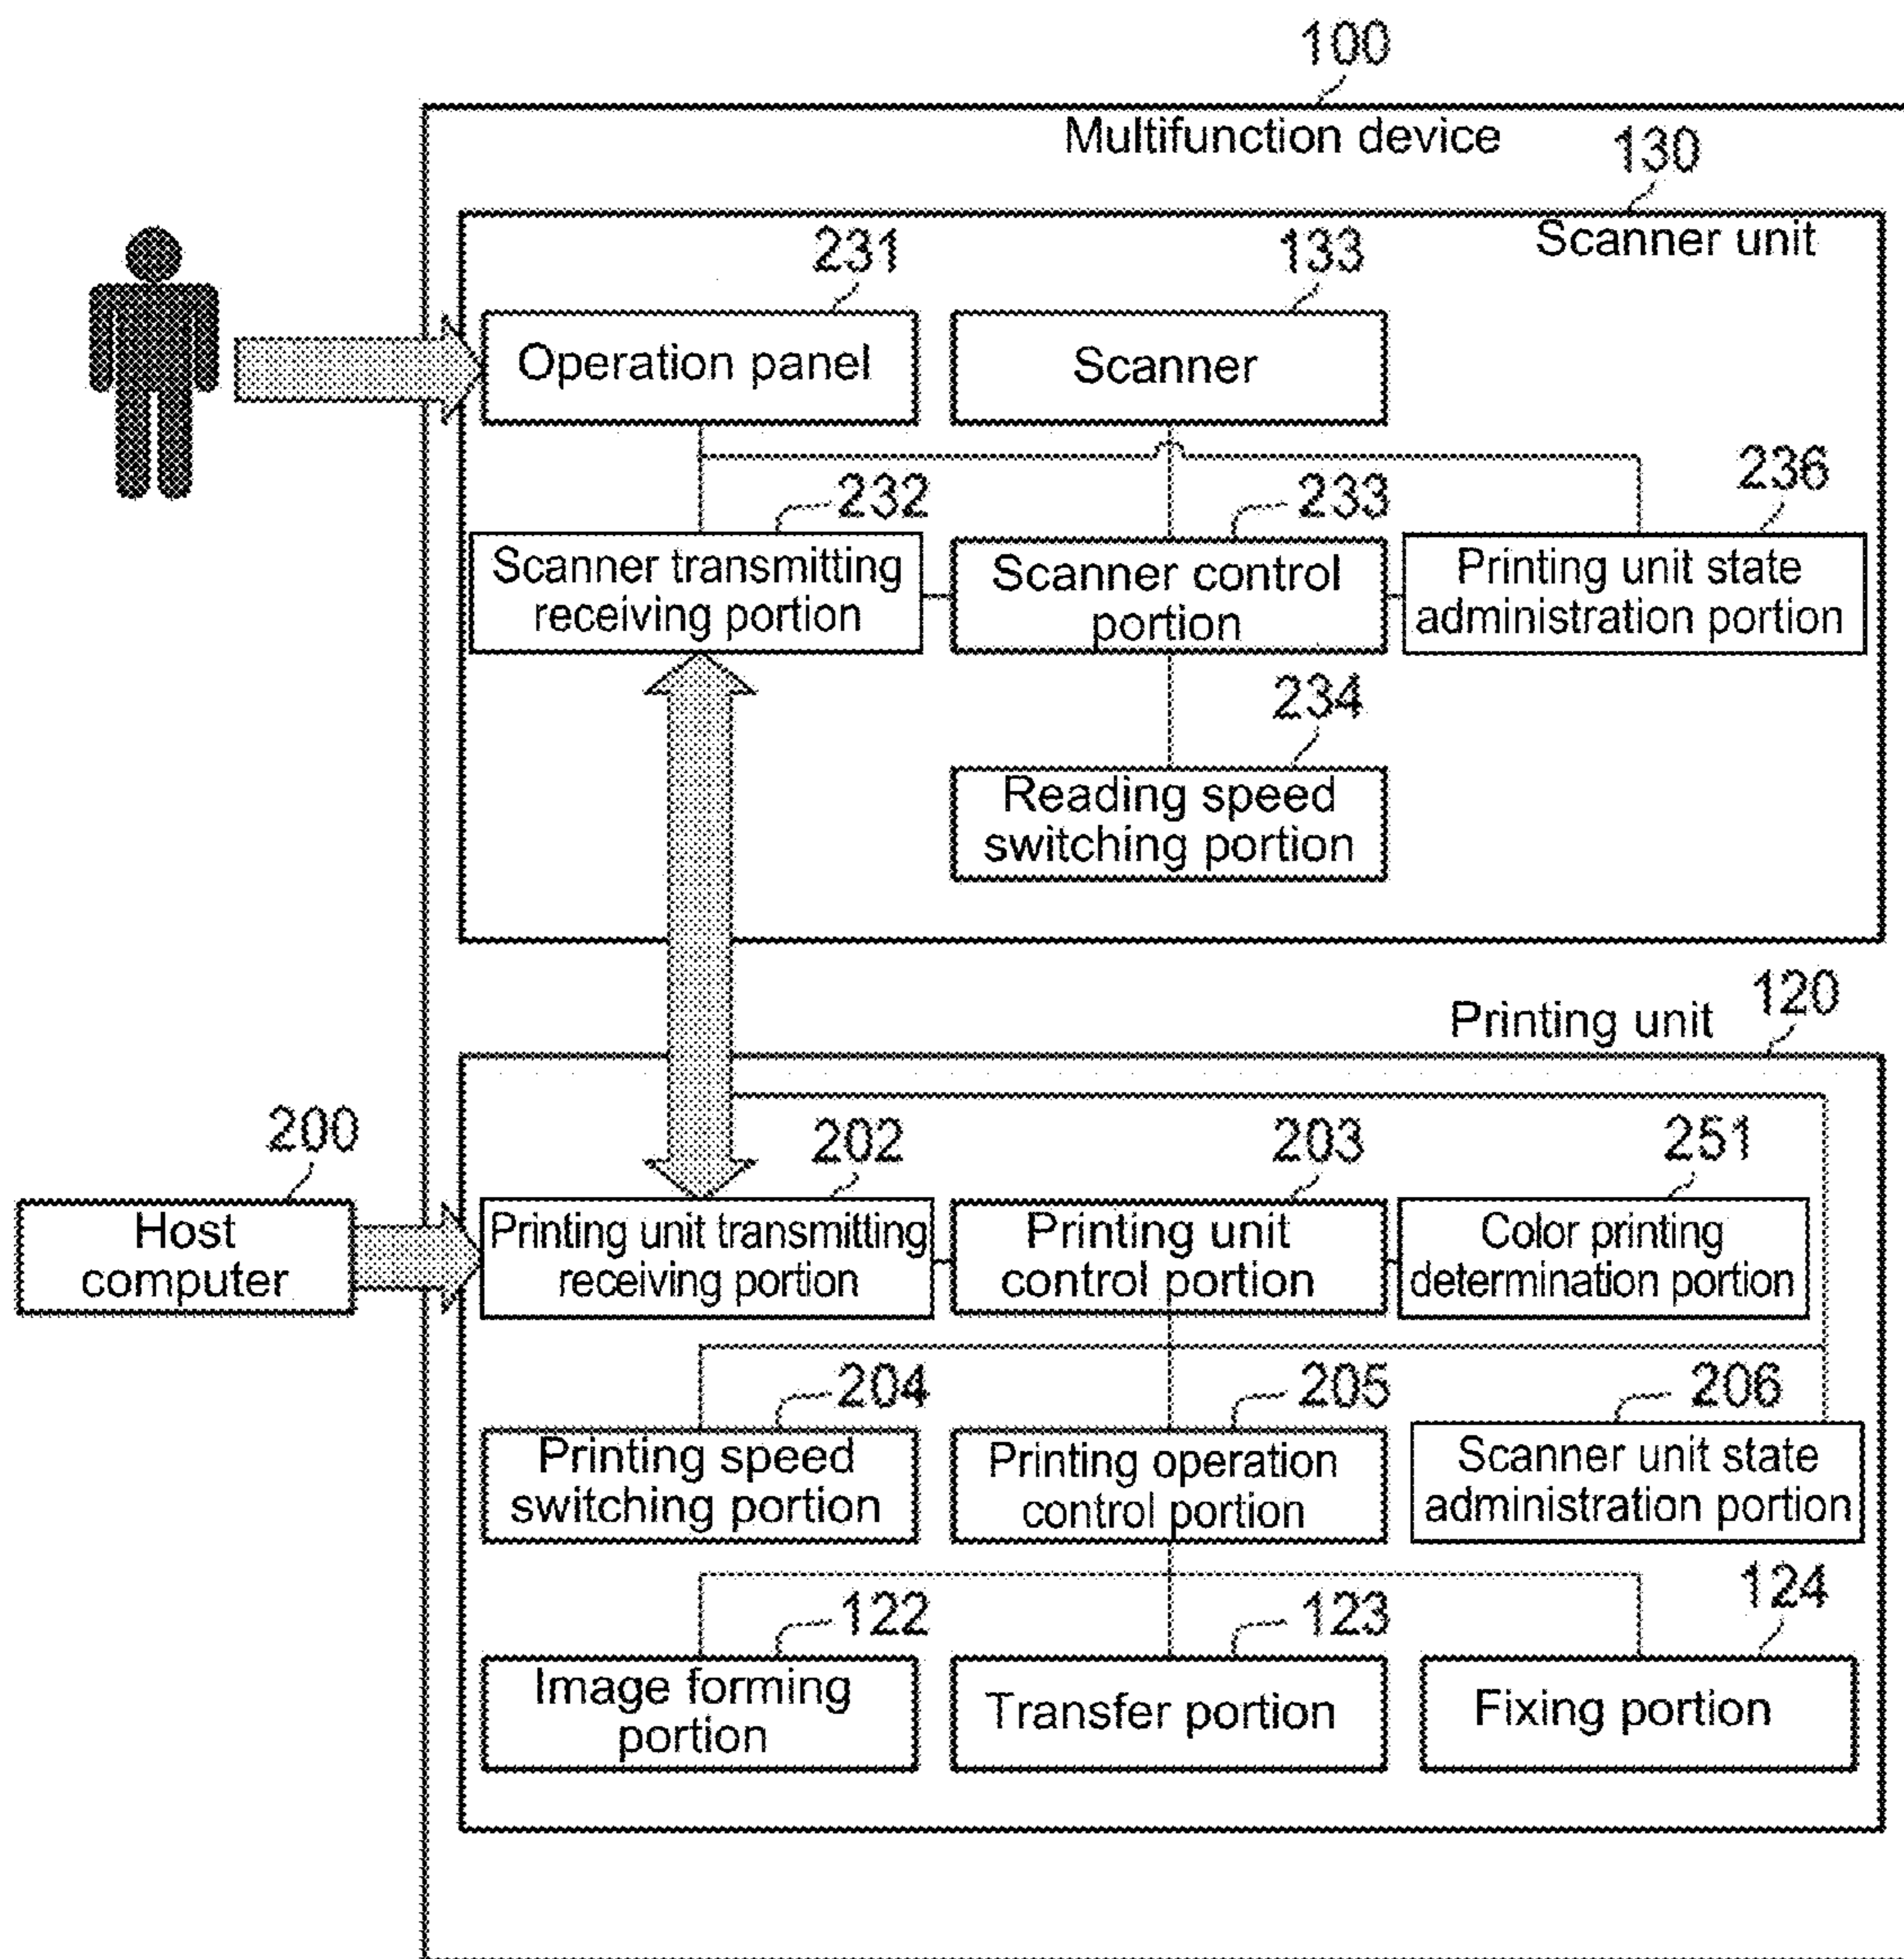 100
Multifunction device
130
Scanner unit
231
133
Operation panel
Scanner
232
233
236
Scanner transmitting
receiving portion
Scanner control
portion
Printing unit state
administration portion
234
Reading speed
switching portion
120
Printing unit
200
202
203
251
Host
computer
Printing unit transmitting
receiving portion
Printing unit
control portion
Color printing
determination portion
204
205
206
Printing speed
switching portion
Printing operation
control portion
Scanner unit state
administration portion
122
123
124
Image forming
portion
Transfer portion
Fixing portion